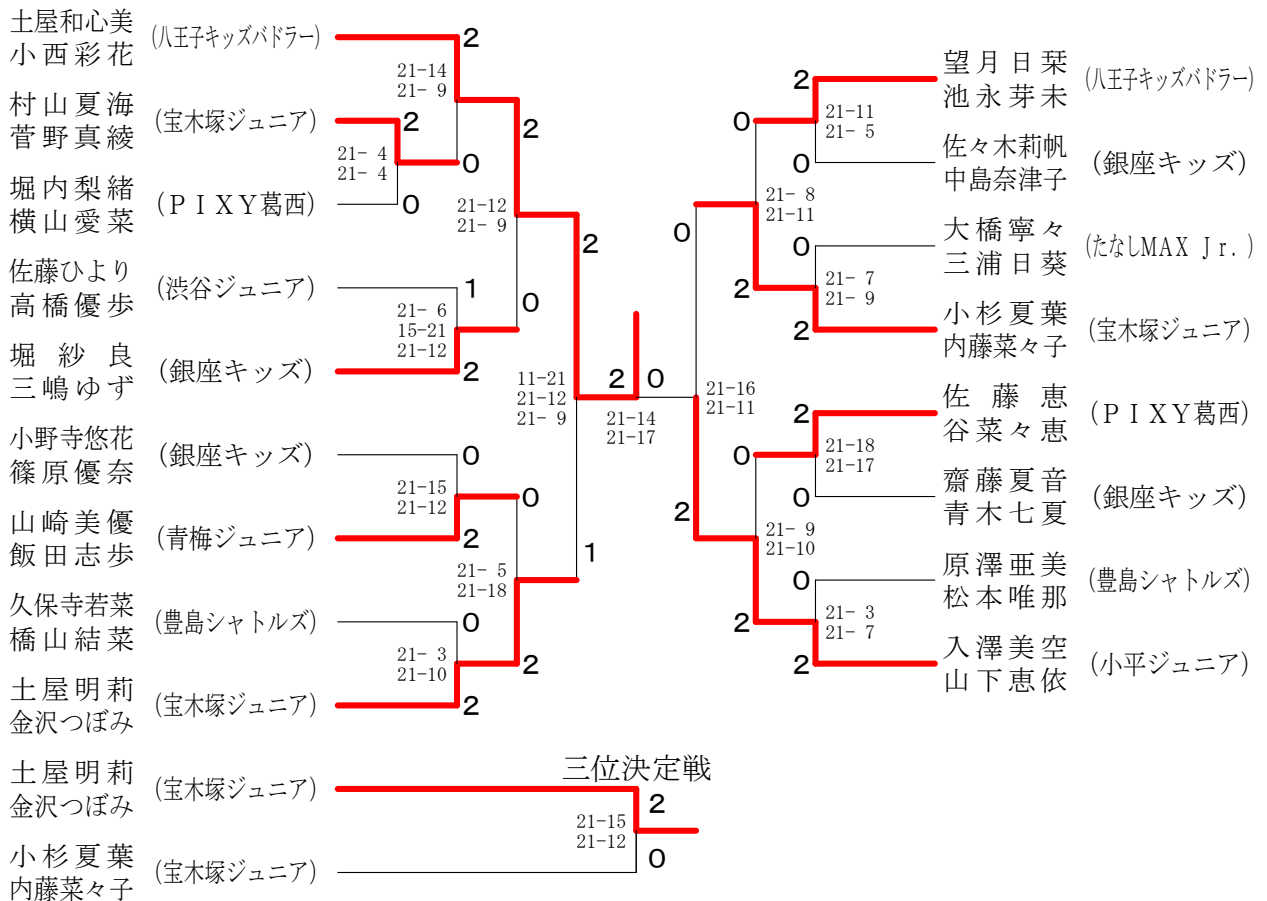 土屋和心美
小西彩花
(八王子キッズバドラー)
2
21-14
21- 9
村山夏海
菅野真綾
(宝木塚ジュニア)
2
0
21- 4
21- 4
堀内梨緒
横山愛菜
(ＰＩＸＹ葛西)
0
2
21-12
21- 9
佐藤ひより
高橋優歩
(渋谷ジュニア)
1
0
21- 6
15-21
21-12
堀紗良
三嶋ゆず
(銀座キッズ)
2
2
11-21
21-12
21- 9
小野寺悠花
篠原優奈
(銀座キッズ)
0
21-15
21-12
0
山崎美優
飯田志歩
(青梅ジュニア)
2
1
21- 5
21-18
久保寺若菜
橋山結菜
(豊島シャトルズ)
0
21- 3
21-10
2
土屋明莉
金沢つぼみ
(宝木塚ジュニア)
2
2
0
21-14
21-17
望月日栞
池永芽未
(八王子キッズバドラー)
2
0
21-11
21- 5
佐々木莉帆
中島奈津子
(銀座キッズ)
0
0
21- 8
21-11
大橋寧々
三浦日葵
(たなしMAX Jr.)
0
2
21- 7
21- 9
小杉夏葉
内藤菜々子
(宝木塚ジュニア)
2
21-16
21-11
佐藤恵
谷菜々恵
(ＰＩＸＹ葛西)
2
0
21-18
21-17
齋藤夏音
青木七夏
(銀座キッズ)
0
2
21- 9
21-10
原澤亜美
松本唯那
(豊島シャトルズ)
0
2
21- 3
21- 7
入澤美空
山下恵依
(小平ジュニア)
2
三位決定戦
土屋明莉
金沢つぼみ
(宝木塚ジュニア)
2
21-15
21-12
小杉夏葉
内藤菜々子
(宝木塚ジュニア)
0